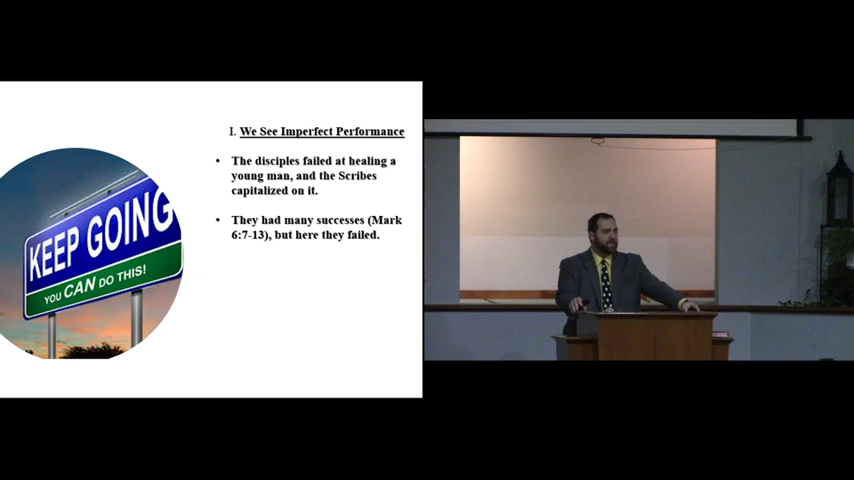 KEEP GOING
YOU CAN DO THIS!
I. We See Imperfect Performance
• The disciples failed at healing a
young man, and the Scribes
capitalized on it.
• They had many successes (Mark
6:7-13), but here they failed.